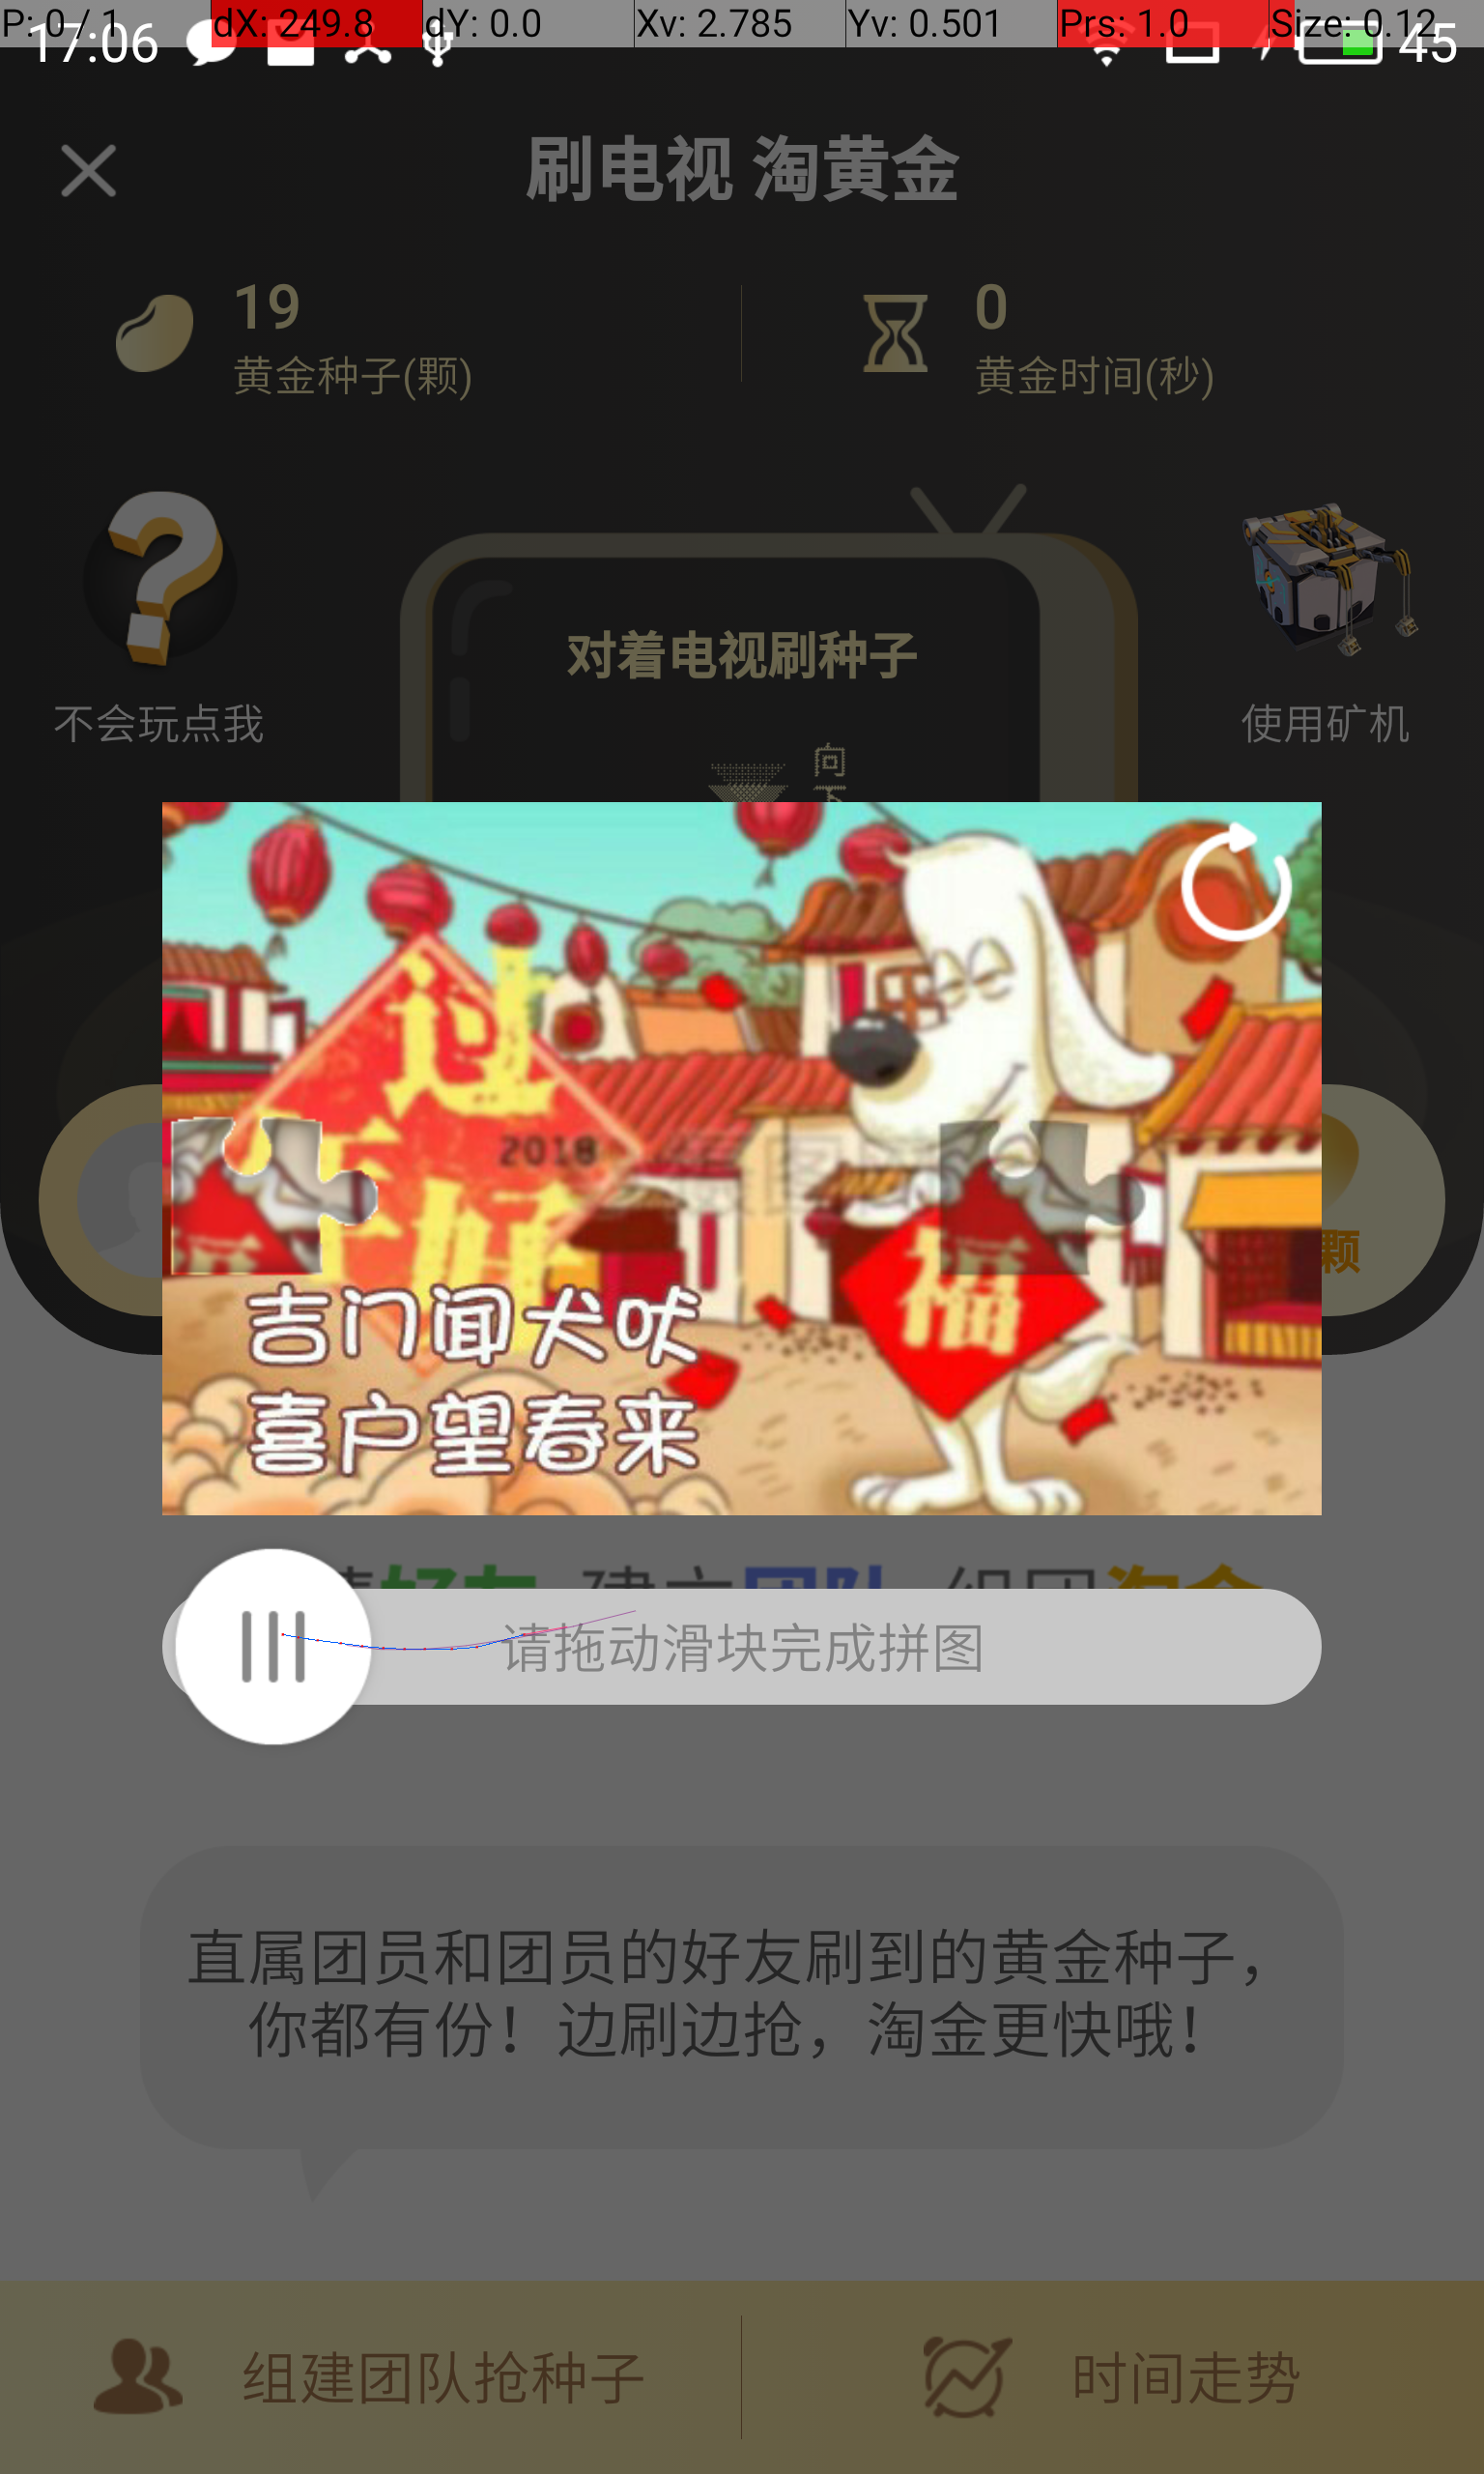 P: 0 / 1 dX: 249.8 dY: 0.0 Xv: 2.785 Yv: 0.501 Prs: 1.0 Size: 0.12
17:06 45
刷电视 淘黄金
19
黄金种子(颗)
0
黄金时间(秒)
对着电视刷种子
不会玩点我
使用矿机
向下
过
年
好
2018
福
颗
吉门闻犬吠
喜户望春来
请拖动滑块完成拼图
直属团员和团员的好友刷到的黄金种子，
你都有份！边刷边抢，淘金更快哦！
组建团队抢种子
时间走势